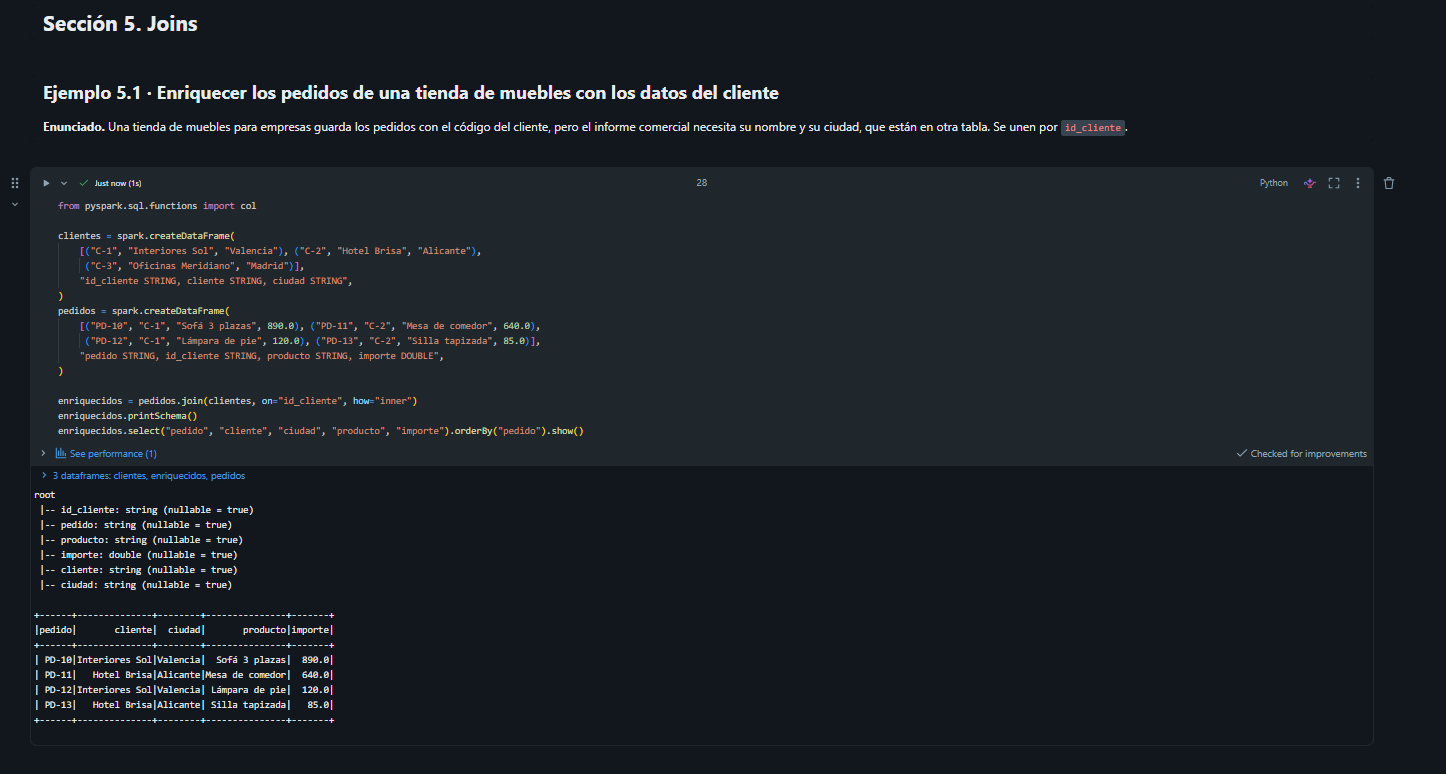 Sección 5. Joins
Ejemplo 5.1 · Enriquecer los pedidos de una tienda de muebles con los datos del cliente
Enunciado. Una tienda de muebles para empresas guarda los pedidos con el código del cliente, pero el informe comercial necesita su nombre y su ciudad, que están en otra tabla. Se unen por id_cliente.
Just now (1s)
28
Python
from pyspark.sql.functions import col
clientes = spark.createDataFrame(
    [("C-1", "Interiores Sol", "Valencia"), ("C-2", "Hotel Brisa", "Alicante"),
     ("C-3", "Oficinas Meridiano", "Madrid")],
    "id_cliente STRING, cliente STRING, ciudad STRING",
)
pedidos = spark.createDataFrame(
    [("PD-10", "C-1", "Sofá 3 plazas", 890.0), ("PD-11", "C-2", "Mesa de comedor", 640.0),
     ("PD-12", "C-1", "Lámpara de pie", 120.0), ("PD-13", "C-2", "Silla tapizada", 85.0)],
    "pedido STRING, id_cliente STRING, producto STRING, importe DOUBLE",
)
enriquecidos = pedidos.join(clientes, on="id_cliente", how="inner")
enriquecidos.printSchema()
enriquecidos.select("pedido", "cliente", "ciudad", "producto", "importe").orderBy("pedido").show()
See performance (1)
Checked for improvements
3 dataframes: clientes, enriquecidos, pedidos
root
 |-- id_cliente: string (nullable = true)
 |-- pedido: string (nullable = true)
 |-- producto: string (nullable = true)
 |-- importe: double (nullable = true)
 |-- cliente: string (nullable = true)
 |-- ciudad: string (nullable = true)
+------+--------------+--------+---------------+-------+
|pedido|       cliente|  ciudad|       producto|importe|
+------+--------------+--------+---------------+-------+
| PD-10|Interiores Sol|Valencia|  Sofá 3 plazas|  890.0|
| PD-11|   Hotel Brisa|Alicante|Mesa de comedor|  640.0|
| PD-12|Interiores Sol|Valencia| Lámpara de pie|  120.0|
| PD-13|   Hotel Brisa|Alicante| Silla tapizada|   85.0|
+------+--------------+--------+---------------+-------+